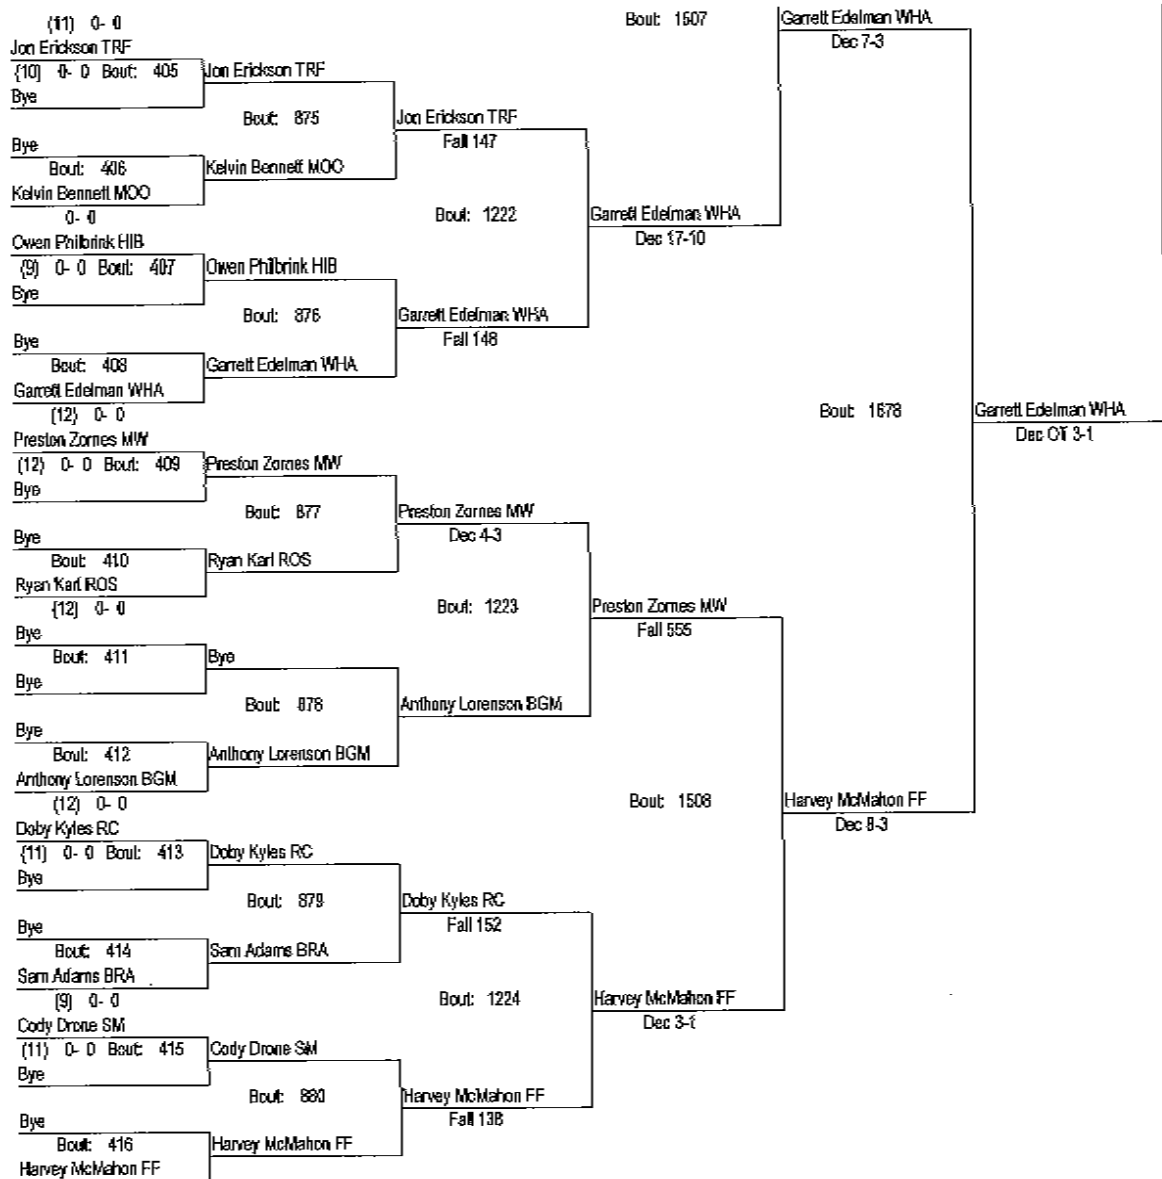 (11) 0- 0
Jon Erickson TRF
(10) 0- 0 Bout: 405
Bye
Bye
Bout: 406
Kelvin Bennett MOO
0- 0
Owen Philbrink HIB
(9) 0- 0 Bout: 407
Bye
Bye
Bout: 408
Garrett Edelman WHA
(12) 0- 0
Preston Zornes MW
(12) 0- 0 Bout: 409
Bye
Bye
Bout: 410
Ryan Karl ROS
(12) 0- 0
Bye
Bout: 411
Bye
Bye
Bout: 412
Anthony Lorenson BGM
(12) 0- 0
Doby Kyles RC
(11) 0- 0 Bout: 413
Bye
Bye
Bout: 414
Sam Adams BRA
(9) 0- 0
Cody Drone SM
(11) 0- 0 Bout: 415
Bye
Bye
Bout: 416
Harvey McMahon FF
Jon Erickson TRF
Bout: 875
Kelvin Bennett MOO
Owen Philbrink HIB
Bout: 876
Garrett Edelman WHA
Preston Zornes MW
Bout: 877
Ryan Karl ROS
Bye
Bout: 878
Anthony Lorenson BGM
Doby Kyles RC
Bout: 879
Sam Adams BRA
Cody Drone SM
Bout: 880
Harvey McMahon FF
Jon Erickson TRF
Fall 147
Bout: 1222
Garrett Edelman WHA
Fall 148
Preston Zornes MW
Dec 4-3
Bout: 1223
Anthony Lorenson BGM
Doby Kyles RC
Fall 152
Bout: 1224
Harvey McMahon FF
Fall 138
Bout: 1507
Garrett Edelman WHA
Dec 17-10
Preston Zornes MW
Fall 555
Bout: 1508
Harvey McMahon FF
Dec 3-1
Garrett Edelman WHA
Dec 7-3
Bout: 1678
Harvey McMahon FF
Dec 8-3
Garrett Edelman WHA
Dec OT 3-1